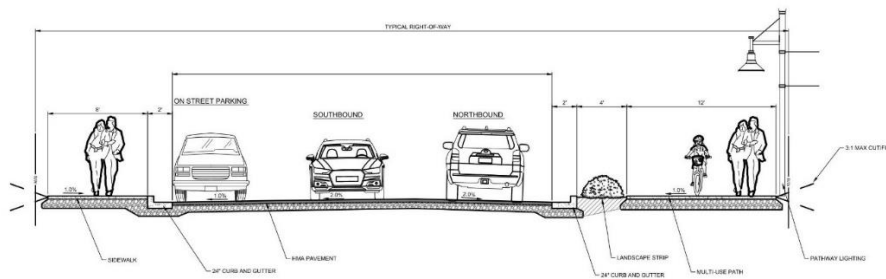 TYPICAL RIGHT-OF-WAY
2'
2' 4' 12'
ON STREET PARKING
SOUTHBOUND
NORTHBOUND
3:1 MAX CUT/FI
1.0%
1.0%
2.0%
2.0%
1.0%
SIDEWALK
24" CURB AND GUTTER
HMA PAVEMENT
24" CURB AND GUTTER
LANDSCAPE STRIP
MULTI-USE PATH
PATHWAY LIGHTING